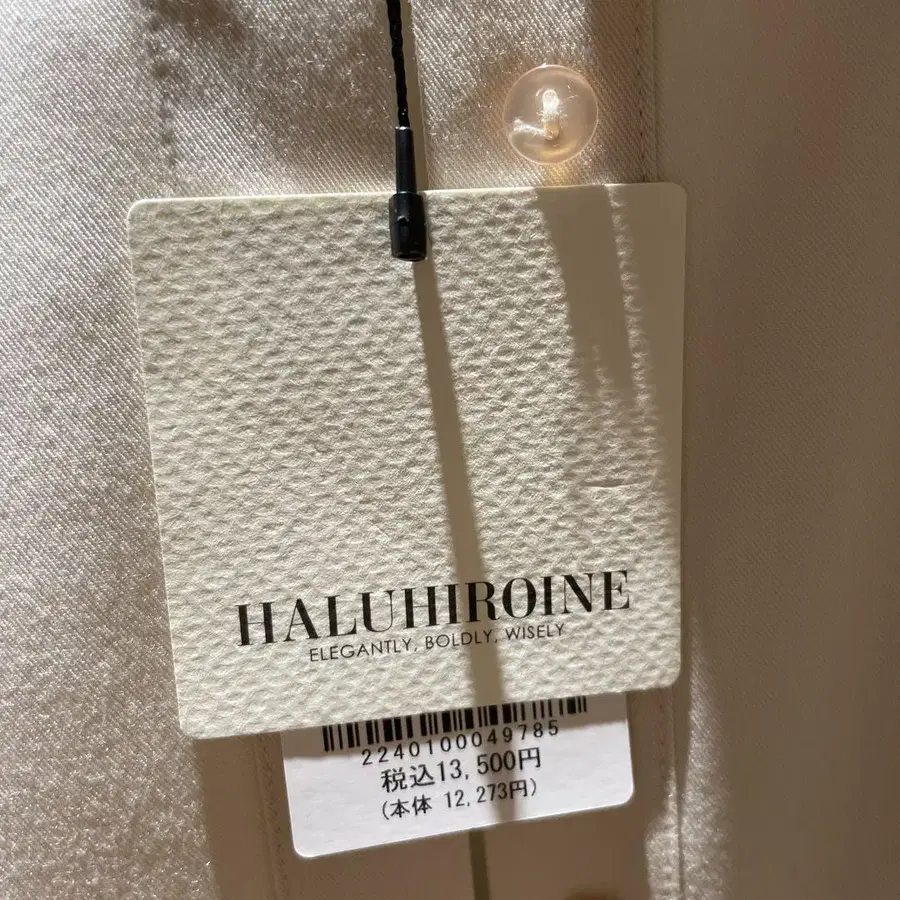 HALUHIROINE
ELEGANTLY, BOLDLY, WISELY
2240100049785
税込13,500円
(本体 12,273円)